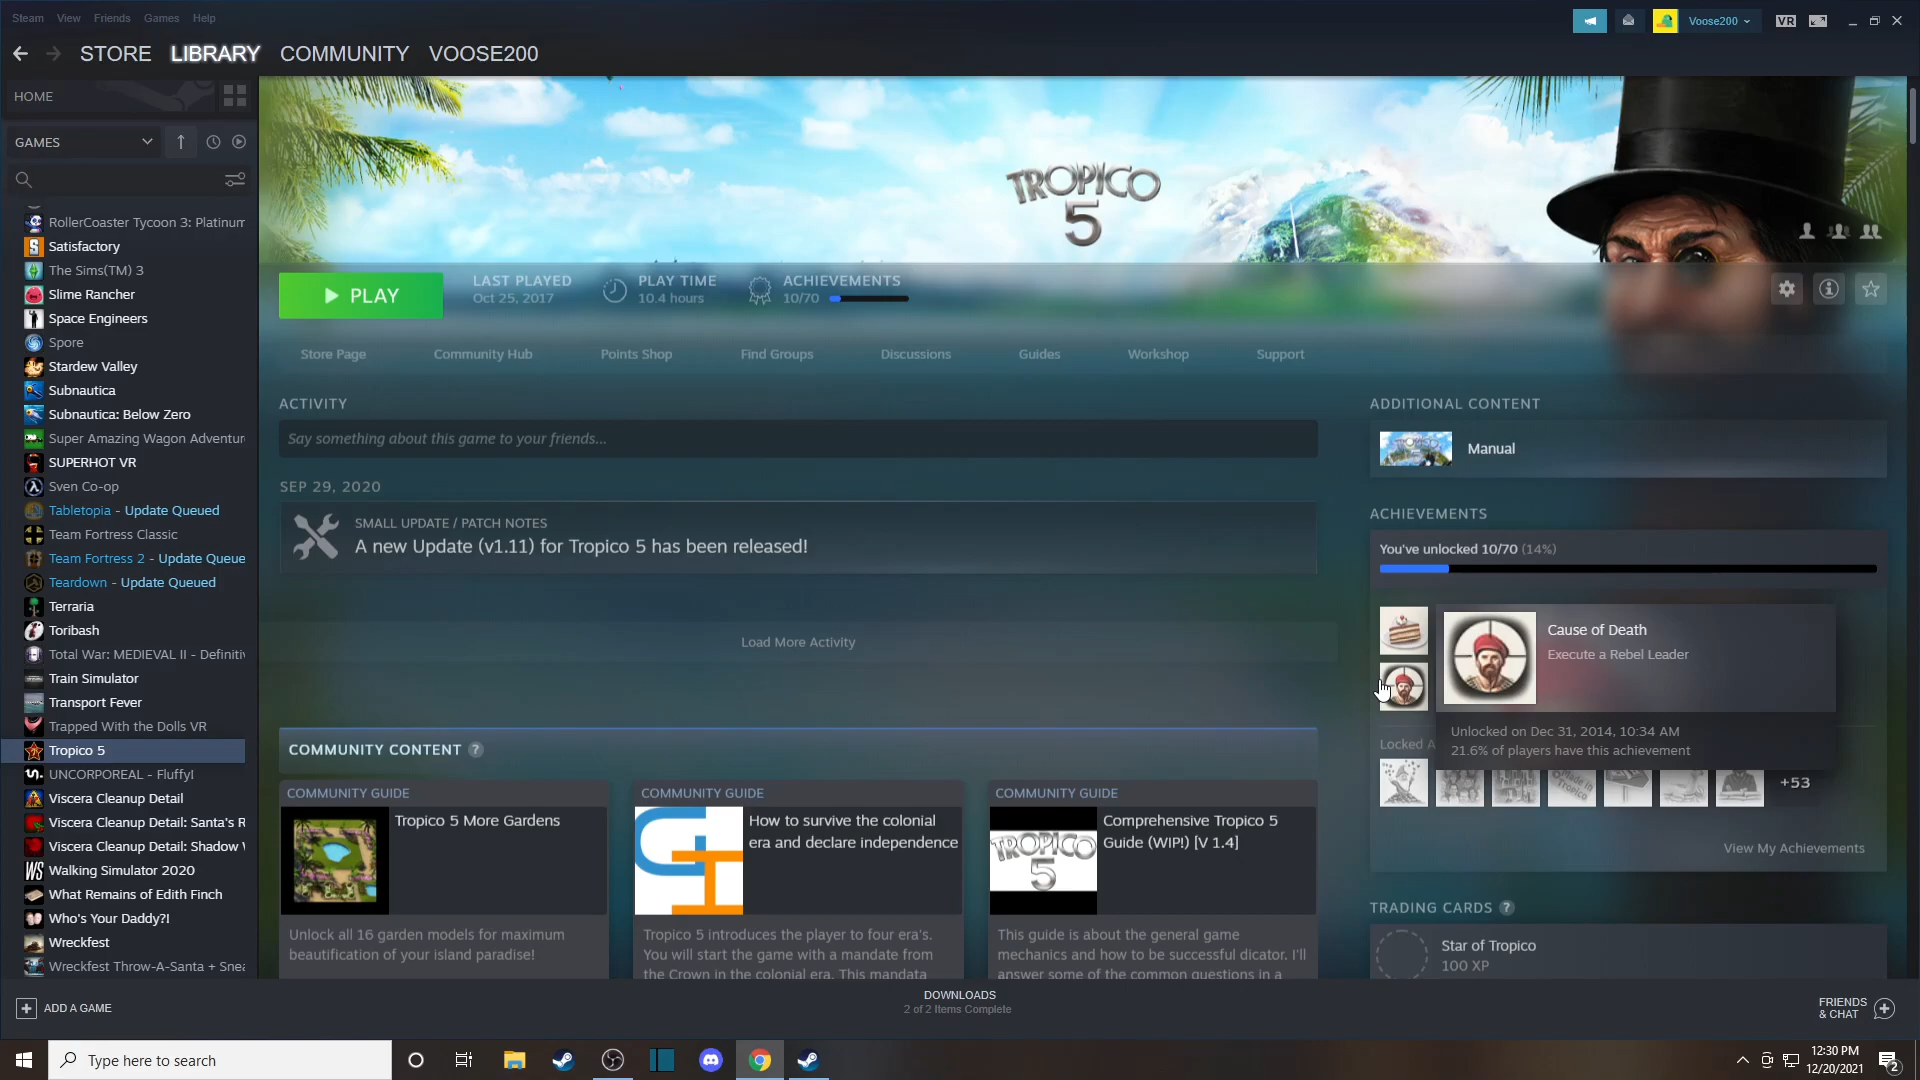 Steam View Friends Games Help
Voose200
VR
STORE LIBRARY COMMUNITY VOOSE200
HOME
GAMES
RollerCoaster Tycoon 3: Platinum
Satisfactory
The Sims(TM) 3
Slime Rancher
Space Engineers
Spore
Stardew Valley
Subnautica
Subnautica: Below Zero
Super Amazing Wagon Adventur
SUPERHOT VR
Sven Co-op
Tabletopia - Update Queued
Team Fortress Classic
Team Fortress 2 - Update Queue
Teardown - Update Queued
Terraria
Toribash
Total War: MEDIEVAL II - Definiti
Train Simulator
Transport Fever
Trapped With the Dolls VR
Tropico 5
UNCORPOREAL - Fluffy!
Viscera Cleanup Detail
Viscera Cleanup Detail: Santa's R
Viscera Cleanup Detail: Shadow
Walking Simulator 2020
What Remains of Edith Finch
Who's Your Daddy?!
Wreckfest
Wreckfest Throw-A-Santa + Snea
TROPICO
5
PLAY
LAST PLAYED
Oct 25, 2017
PLAY TIME
10.4 hours
ACHIEVEMENTS
10/70
Store Page Community Hub Points Shop Find Groups Discussions Guides Workshop Support
ACTIVITY
Say something about this game to your friends...
SEP 29, 2020
SMALL UPDATE / PATCH NOTES
A new Update (v1.11) for Tropico 5 has been released!
Load More Activity
COMMUNITY CONTENT ?
COMMUNITY GUIDE
Tropico 5 More Gardens
Unlock all 16 garden models for maximum
beautification of your island paradise!
COMMUNITY GUIDE
How to survive the colonial
era and declare independence
Tropico 5 introduces the player to four era's.
You will start the game with a mandate from
the Crown in the colonial era. This mandata
COMMUNITY GUIDE
TROPICO
5
Comprehensive Tropico 5
Guide (WIP!) [V 1.4]
This guide is about the general game
mechanics and how to be successful dicator. I'll
answer some of the common questions in a
ADDITIONAL CONTENT
Manual
ACHIEVEMENTS
You've unlocked 10/70 (14%)
Cause of Death
Execute a Rebel Leader
Unlocked on Dec 31, 2014, 10:34 AM
21.6% of players have this achievement
Locked A
+53
View My Achievements
TRADING CARDS ?
Star of Tropico
100 XP
ADD A GAME
DOWNLOADS
2 of 2 Items Complete
FRIENDS
& CHAT
Type here to search
12:30 PM
12/20/2021
2